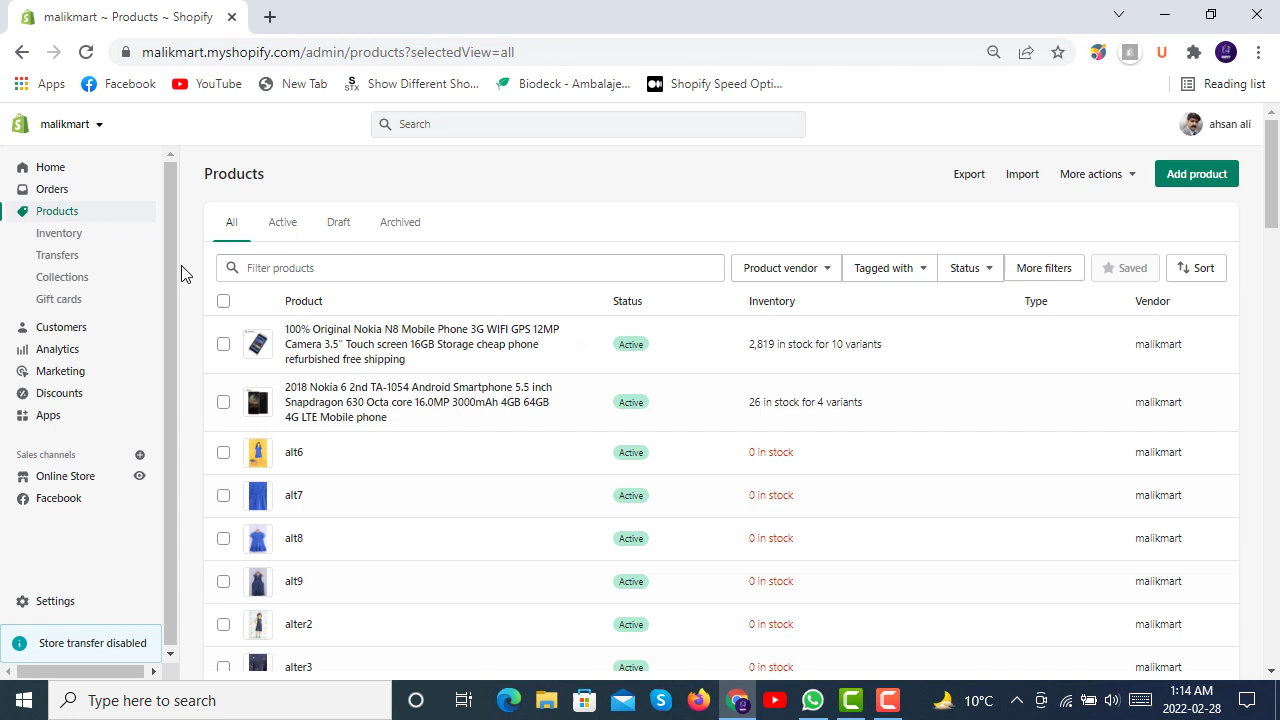 malikmart ~ Products ~ Shopify
malikmart.myshopify.com/admin/products?selectedView=all
Apps Facebook YouTube New Tab Show Different Sho... Biodeck - Ambalaje... Shopify Speed Opti... Reading list
malikmart Search ahsan ali
Home
Orders
Products
Inventory
Transfers
Collections
Gift cards
Customers
Analytics
Marketing
Discounts
Apps
Sales channels
Online Store
Facebook
Settings
Store transfer disabled
Products Export Import More actions Add product
All Active Draft Archived
Filter products Product vendor Tagged with Status More filters Saved Sort
Product Status Inventory Type Vendor
100% Original Nokia N8 Mobile Phone 3G WIFI GPS 12MP
Camera 3.5" Touch screen 16GB Storage cheap phone
refurbished free shipping
Active 2,819 in stock for 10 variants malikmart
2018 Nokia 6 2nd TA-1054 Android Smartphone 5.5 inch
Snapdragon 630 Octa core 16.0MP 3000mAh 4GB 64GB
4G LTE Mobile phone
Active 26 in stock for 4 variants malikmart
alt6 Active 0 in stock malikmart
alt7 Active 0 in stock malikmart
alt8 Active 0 in stock malikmart
alt9 Active 0 in stock malikmart
alter2 Active 0 in stock malikmart
alter3 Active 0 in stock malikmart
Type here to search 10°C 1:14 AM
2022-02-28